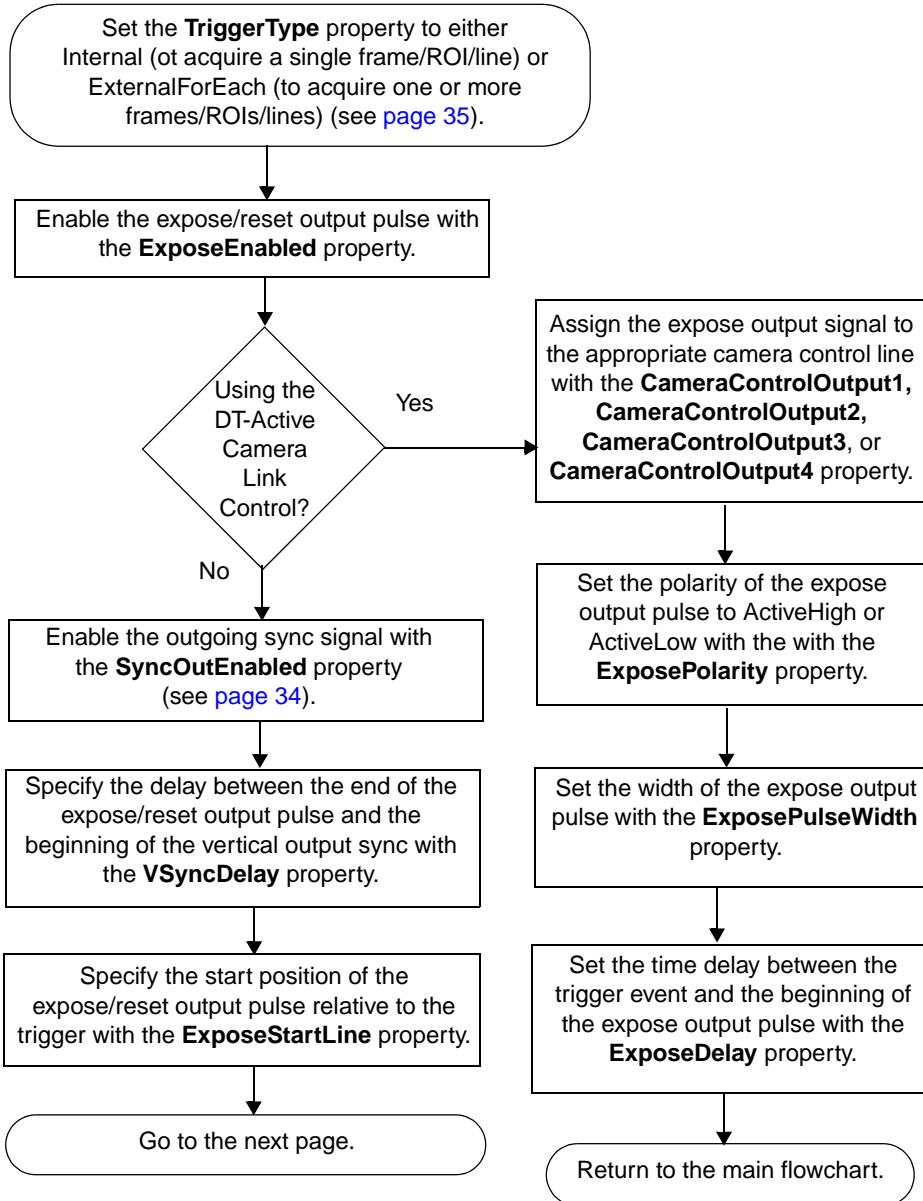 Set the TriggerType property to either
Internal (ot acquire a single frame/ROI/line) or
ExternalForEach (to acquire one or more
frames/ROIs/lines) (see page 35).
Enable the expose/reset output pulse with
the ExposeEnabled property.
Using the
DT-Active
Camera
Link
Control?
Yes
Assign the expose output signal to
the appropriate camera control line
with the CameraControlOutput1,
CameraControlOutput2,
CameraControlOutput3, or
CameraControlOutput4 property.
Set the polarity of the expose
output pulse to ActiveHigh or
ActiveLow with the with the
ExposePolarity property.
Set the width of the expose output
pulse with the ExposePulseWidth
property.
Set the time delay between the
trigger event and the beginning of
the expose output pulse with the
ExposeDelay property.
Return to the main flowchart.
No
Enable the outgoing sync signal with
the SyncOutEnabled property
(see page 34).
Specify the delay between the end of the
expose/reset output pulse and the
beginning of the vertical output sync with
the VSyncDelay property.
Specify the start position of the
expose/reset output pulse relative to the
trigger with the ExposeStartLine property.
Go to the next page.